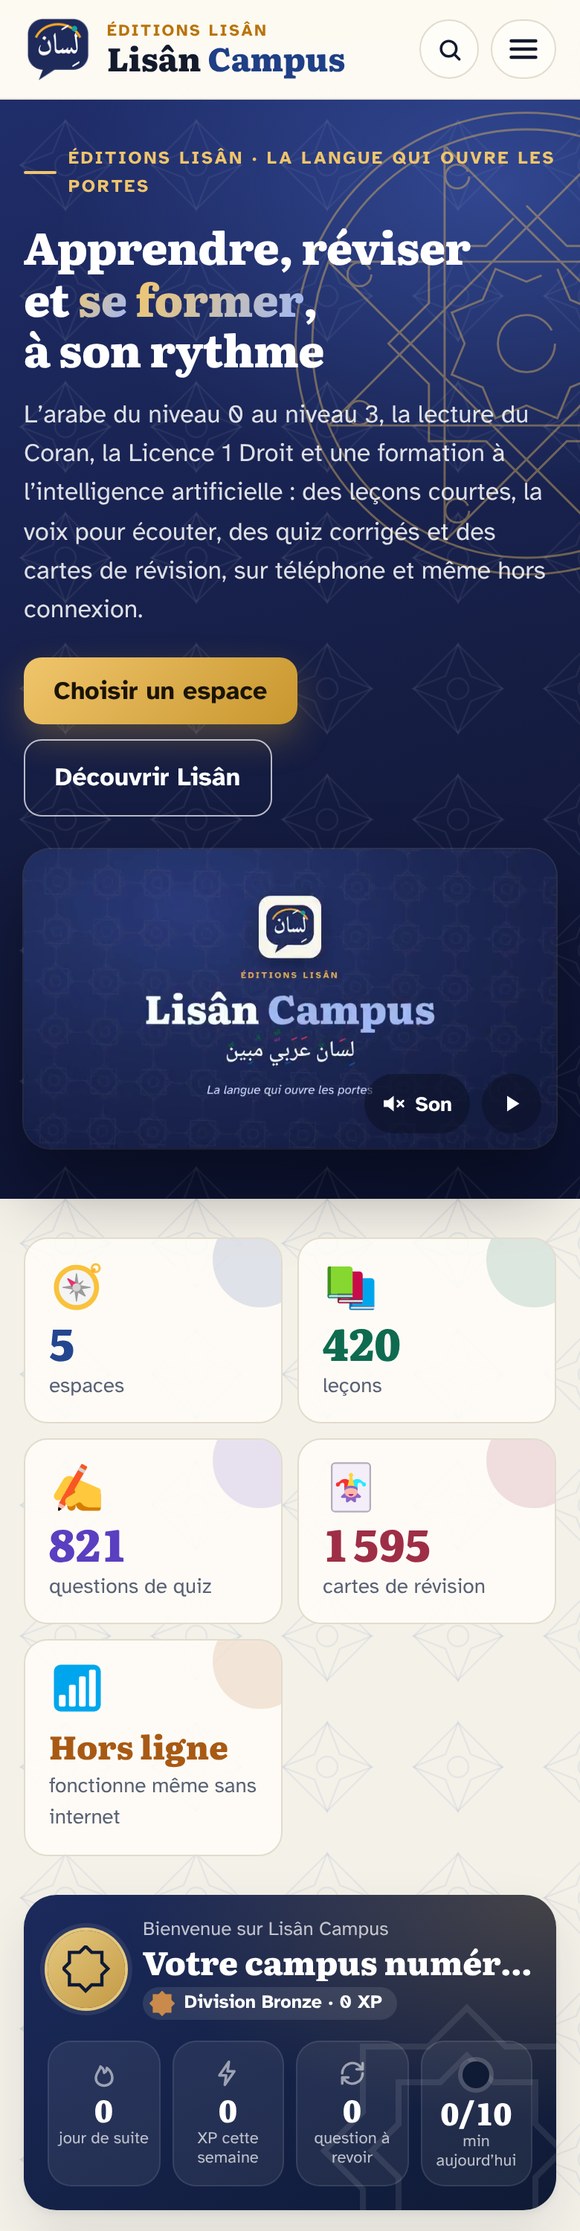 لِسان
ÉDITIONS LISÂN
Lisân Campus
ÉDITIONS LISÂN · LA LANGUE QUI OUVRE LES
PORTES
Apprendre, réviser
et se former,
à son rythme
L’arabe du niveau 0 au niveau 3, la lecture du
Coran, la Licence 1 Droit et une formation à
l’intelligence artificielle : des leçons courtes, la
voix pour écouter, des quiz corrigés et des
cartes de révision, sur téléphone et même hors
connexion.
Choisir un espace
Découvrir Lisân
لِسان
ÉDITIONS LISÂN
Lisân Campus
لِسان عَرَبيّ مُبين
La langue qui ouvre les portes
Son
5
espaces
420
leçons
821
questions de quiz
1 595
cartes de révision
Hors ligne
fonctionne même sans
internet
Bienvenue sur Lisân Campus
Votre campus numér...
Division Bronze · 0 XP
0
jour de suite
0
XP cette
semaine
0
question à
revoir
0/10
min
aujourd’hui